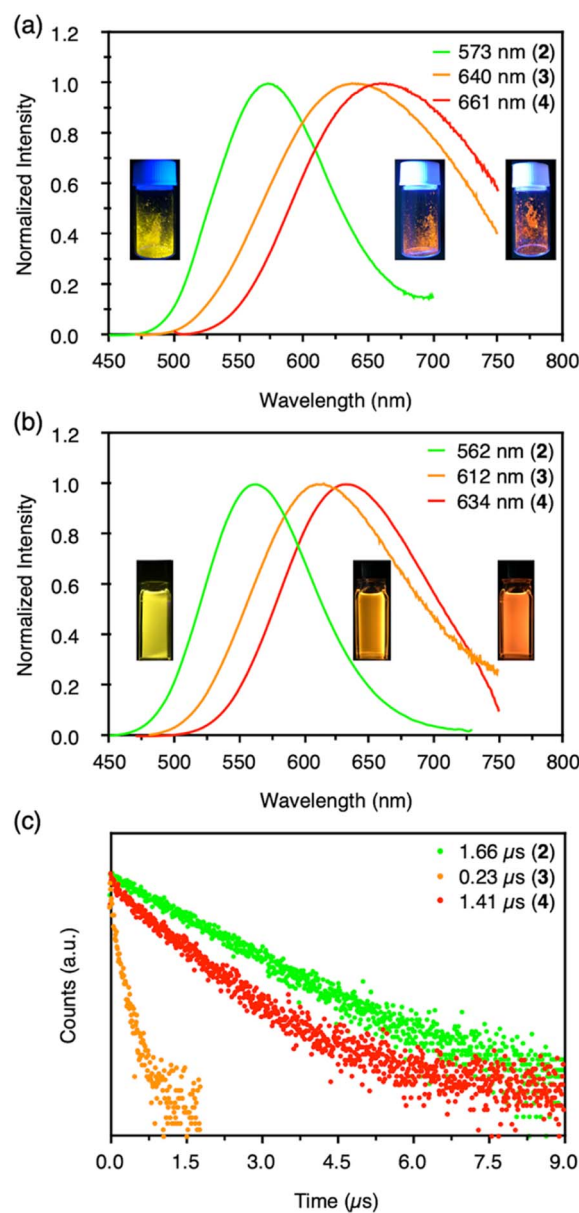 (a)
1.2
1.0
0.8
0.6
0.4
0.2
0.0
Normalized Intensity
573 nm (2)
640 nm (3)
661 nm (4)
450 500 550 600 650 700 750 800
Wavelength (nm)
(b)
1.2
1.0
0.8
0.6
0.4
0.2
0.0
Normalized Intensity
562 nm (2)
612 nm (3)
634 nm (4)
450 500 550 600 650 700 750 800
Wavelength (nm)
(c)
Counts (a.u.)
1.66 µs (2)
0.23 µs (3)
1.41 µs (4)
0.0 1.5 3.0 4.5 6.0 7.5 9.0
Time (µs)